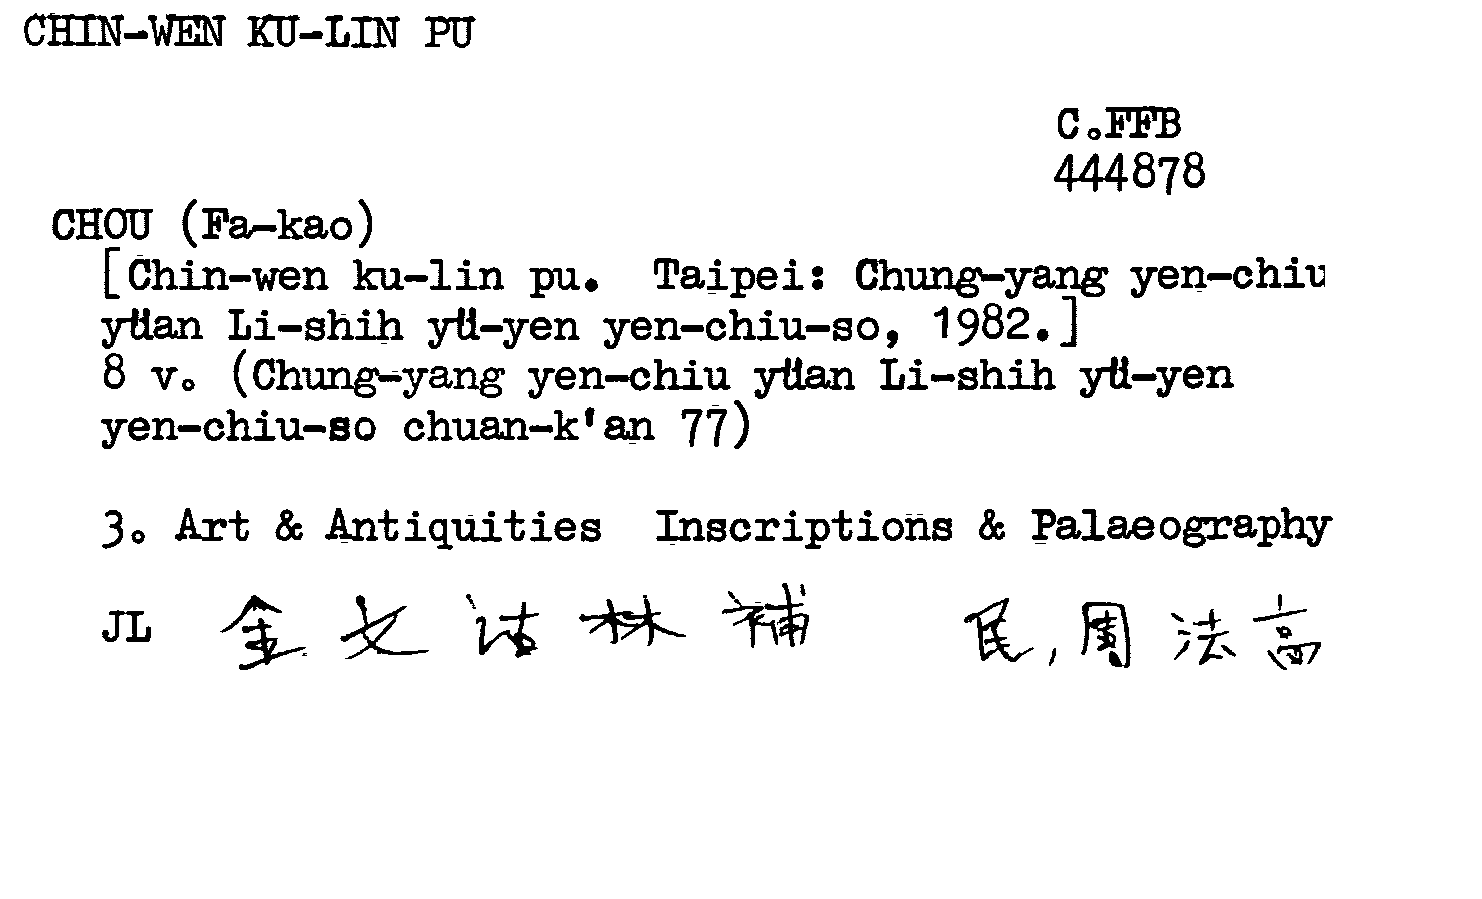 CHIN-WEN KU-LIN PU
C.FFB
444878
CHOU (Fa-kao)
[Chin-wen ku-lin pu. Taipei: Chung-yang yen-chiu
yüan Li-shih yü-yen yen-chiu-so, 1982.]
8 v. (Chung-yang yen-chiu yüan Li-shih yü-yen
yen-chiu-so chuan-k'an 77)
3. Art & Antiquities Inscriptions & Palaeography
JL 金文诂林補 民,周法高